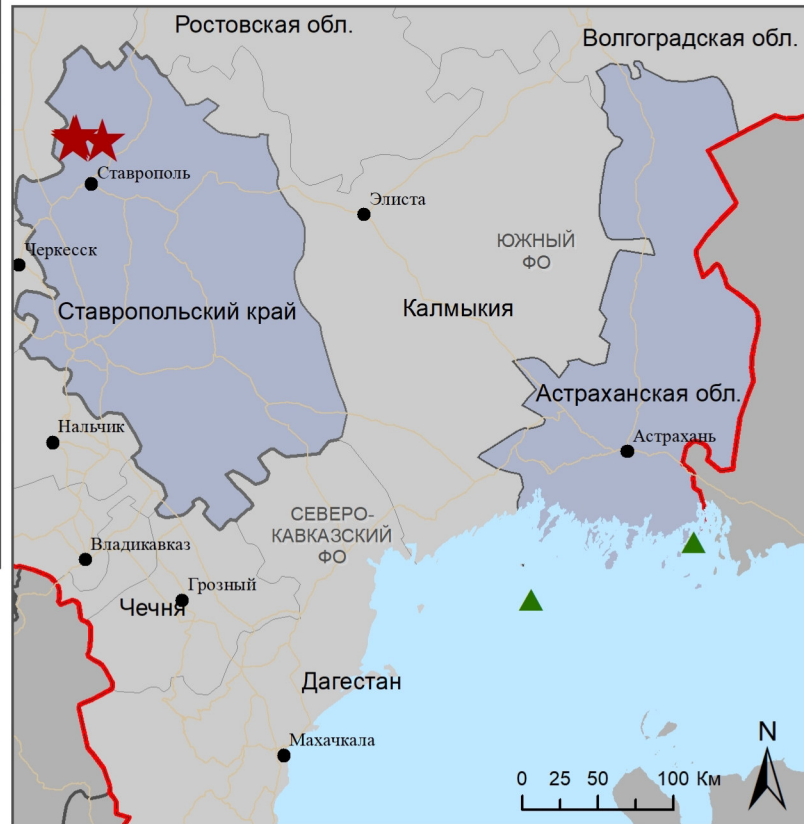 Ростовская обл.
Волгоградская обл.
Ставрополь
Элиста
ЮЖНЫЙ
ФО
Черкесск
Ставропольский край
Калмыкия
Астраханская обл.
Нальчик
Астрахань
СЕВЕРО-
КАВКАЗСКИЙ
ФО
Владикавказ
Грозный
Чечня
Дагестан
Махачкала
N
0 25 50 100 Км